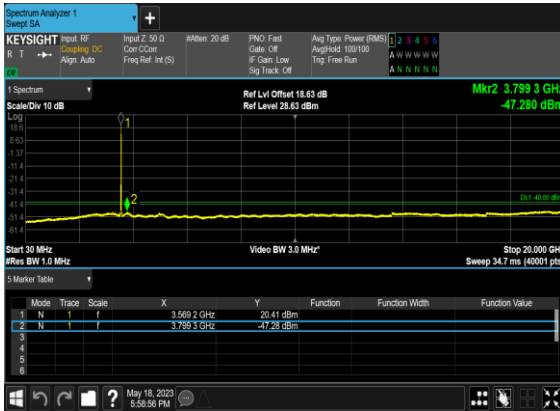 Spectrum Analyzer 1
Swept SA
+
KEYSIGHT
R T
Input: RF
Coupling: DC
Align: Auto
Input Z: 50 Ω
Corr CCorr
Freq Ref: Int (S)
#Atten: 20 dB
PNO: Fast
Gate: Off
IF Gain: Low
Sig Track: Off
Avg Type: Power (RMS)
Avg|Hold: 100/100
Trig: Free Run
1 2 3 4 5 6
A W W W W W
A N N N N N
1 Spectrum
Scale/Div 10 dB
Ref Lvl Offset 18.63 dB
Ref Level 28.63 dBm
Mkr2 3.799 3 GHz
-47.280 dBm
Log
18.6
8.63
-1.37
-11.4
-21.4
-31.4
-41.4
-51.4
-61.4
1
2
DL1 -40.00 dBm
Start 30 MHz
#Res BW 1.0 MHz
Video BW 3.0 MHz*
Stop 20.000 GHz
Sweep 34.7 ms (40001 pts)
5 Marker Table
Mode Trace Scale X Y Function Function Width Function Value
1 N 1 f 3.569 2 GHz 20.41 dBm
2 N 1 f 3.799 3 GHz -47.28 dBm
3
4
5
6
?
May 18, 2023
5:58:56 PM